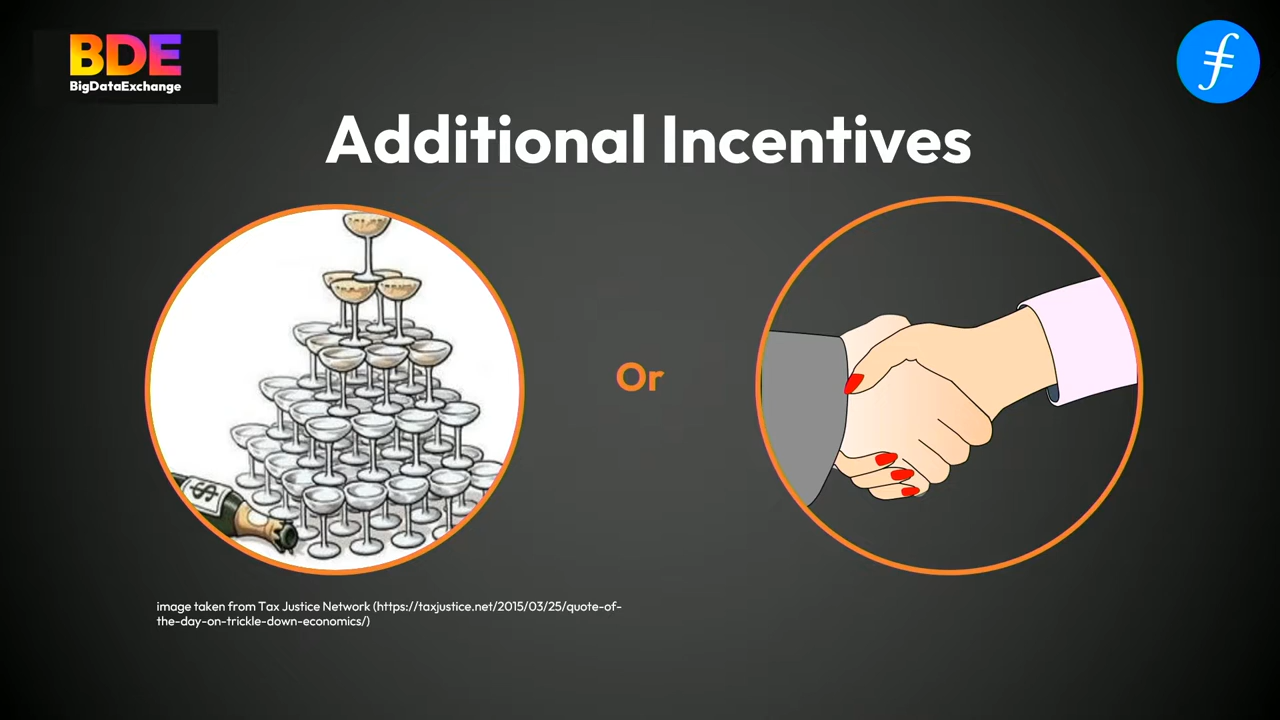 BDE
BigDataExchange
Additional Incentives
Or
$
image taken from Tax Justice Network (https://taxjustice.net/2015/03/25/quote-of-
the-day-on-trickle-down-economics/)